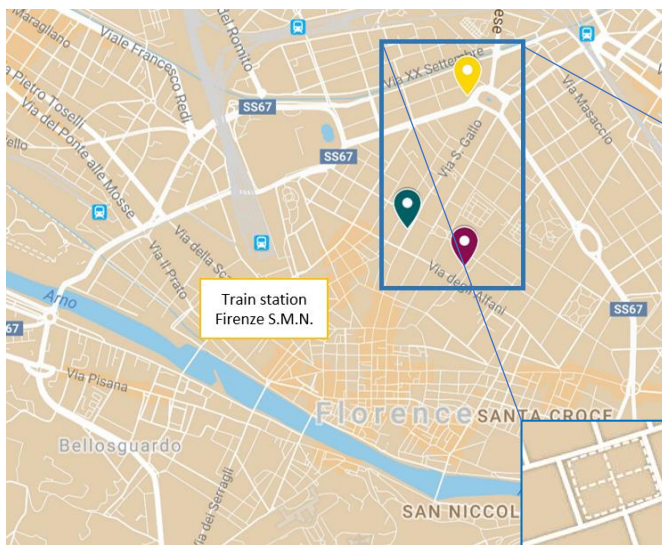 Maragliano
Viale Francesco Redi
del Romito
Via XX Settembre
Via Masaccio
SS67
Via Pietro Toselli
Via del Ponte alle Mosse
SS67
Via S. Gallo
Via Il Prato
Via della
Via degli Alfani
Arno
Train station
Firenze S.M.N.
SS67
67
Via Pisana
Florence
SANTA CROCE
Bellosguardo
Via dei Serragli
SAN NICCOL